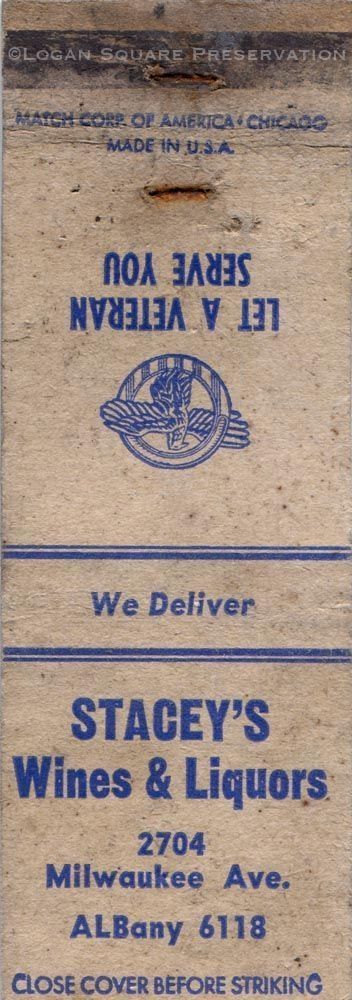 ©Logan Square Preservation
MATCH CORP. OF AMERICA, CHICAGO
MADE IN U.S.A.
LET A VETERAN
SERVE YOU
We Deliver
STACEY'S
Wines & Liquors
2704
Milwaukee Ave.
ALBany 6118
CLOSE COVER BEFORE STRIKING